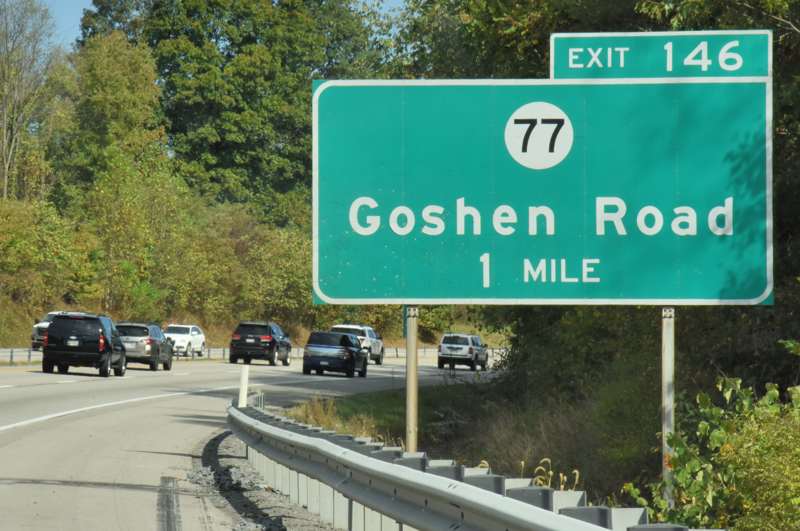 EXIT 146
77
Goshen Road
1 MILE